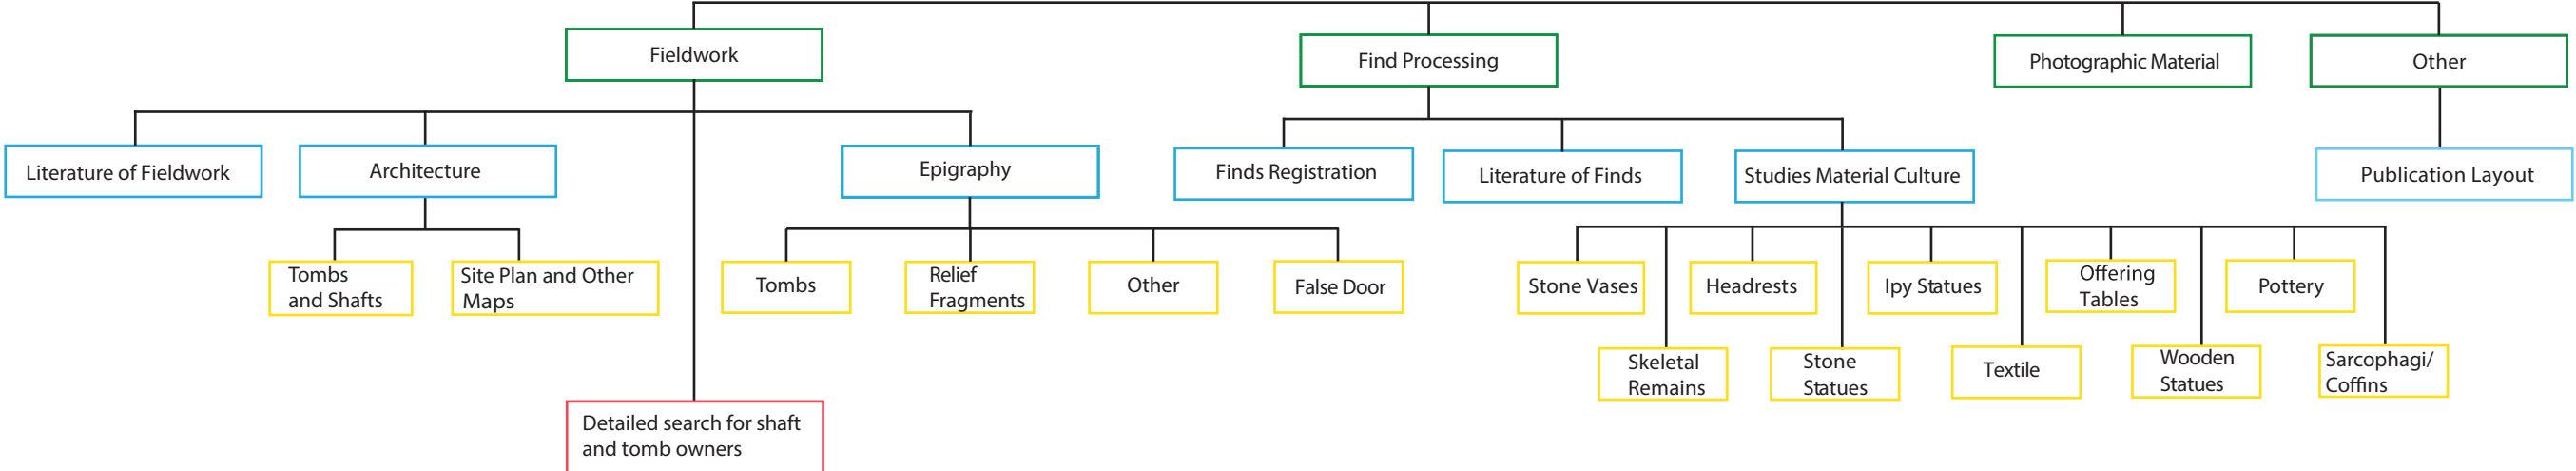 Fieldwork
Find Processing
Photographic Material
Other
Literature of Fieldwork
Architecture
Epigraphy
Finds Registration
Literature of Finds
Studies Material Culture
Publication Layout
Tombs
and Shafts
Site Plan and Other
Maps
Tombs
Relief
Fragments
Other
False Door
Stone Vases
Headrests
Ipy Statues
Offering
Tables
Pottery
Skeletal
Remains
Stone
Statues
Textile
Wooden
Statues
Sarcophagi/
Coffins
Detailed search for shaft
and tomb owners